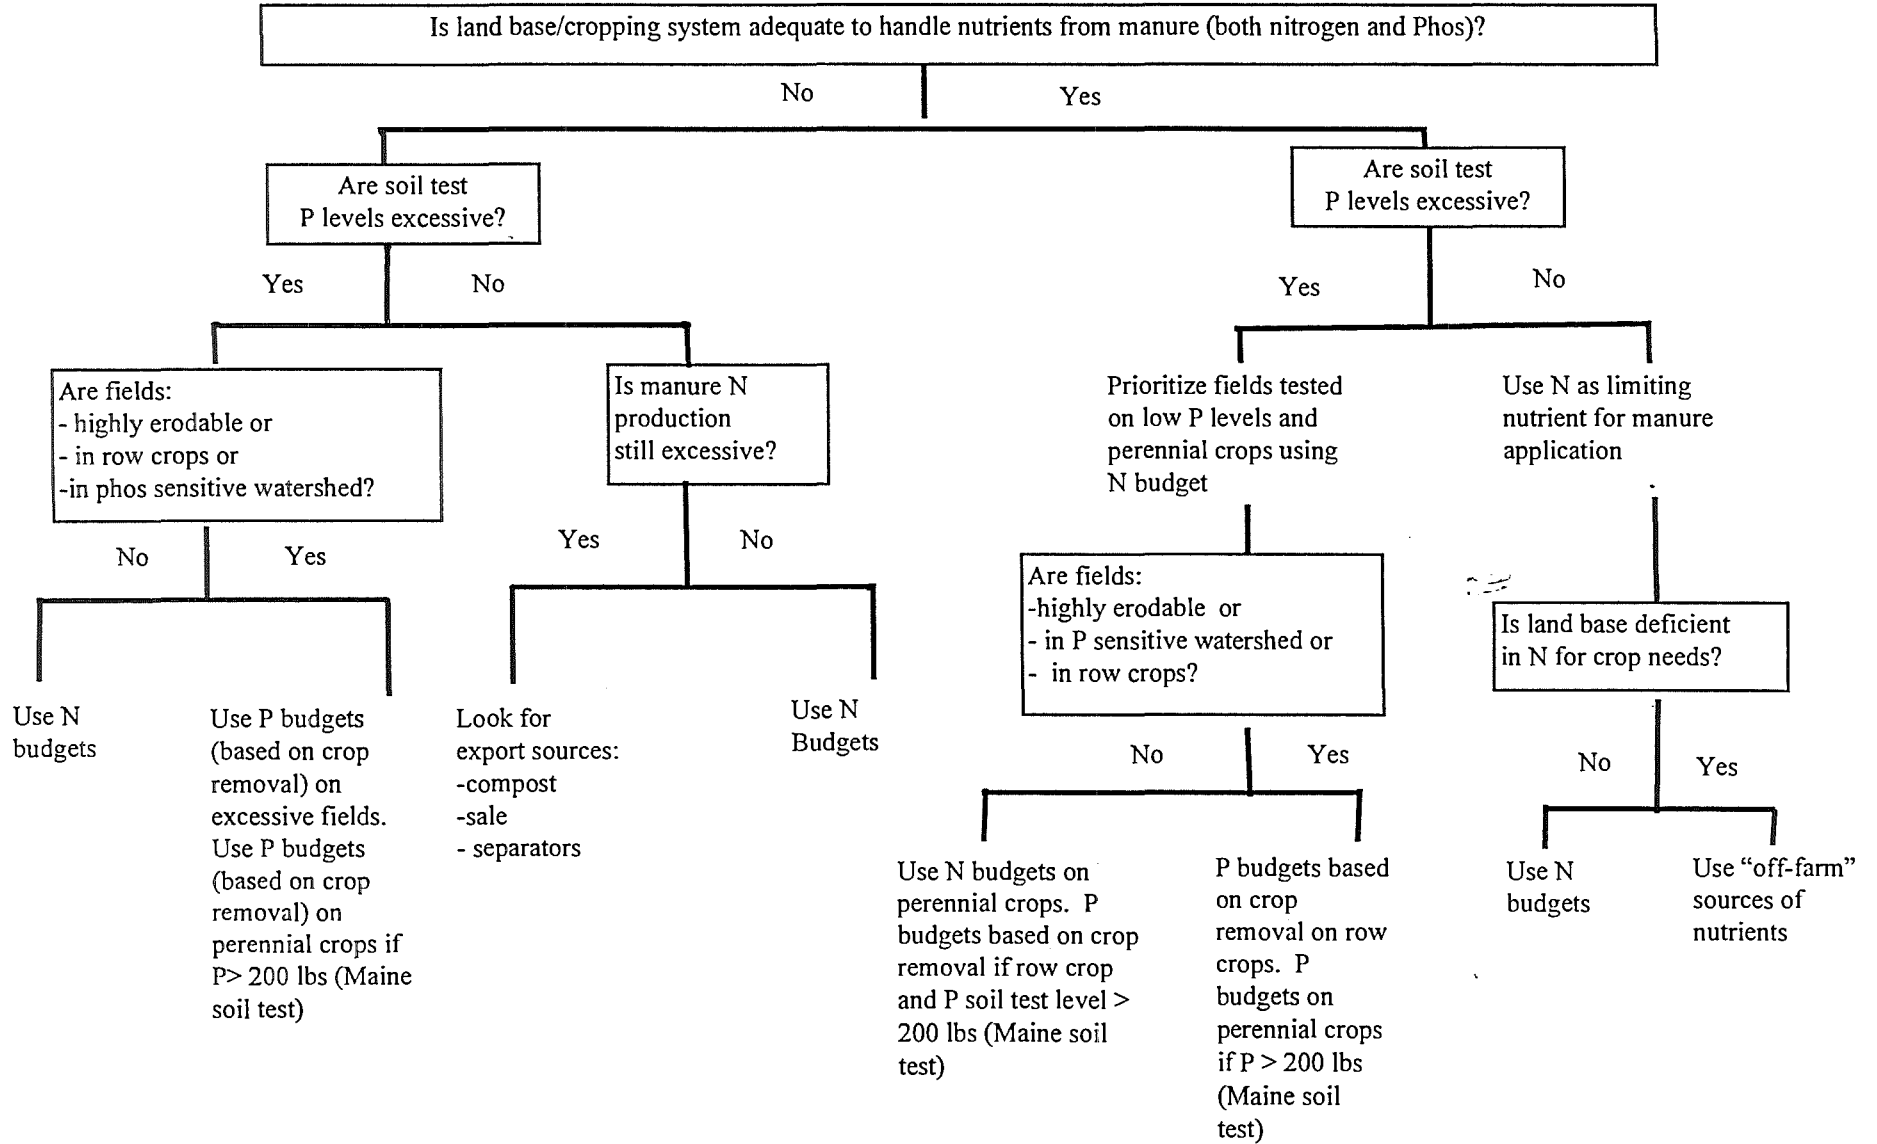 Is land base/cropping system adequate to handle nutrients from manure (both nitrogen and Phos)?
No
Yes
Are soil test
P levels excessive?
Are soil test
P levels excessive?
Yes
No
Yes
No
Are fields:
- highly erodable or
- in row crops or
-in phos sensitive watershed?
Is manure N
production
still excessive?
Prioritize fields tested
on low P levels and
perennial crops using
N budget
Use N as limiting
nutrient for manure
application
No
Yes
Yes
No
Are fields:
-highly erodable or
- in P sensitive watershed or
- in row crops?
Is land base deficient
in N for crop needs?
Use N
budgets
Use P budgets
(based on crop
removal) on
excessive fields.
Use P budgets
(based on crop
removal) on
perennial crops if
P> 200 lbs (Maine
soil test)
Look for
export sources:
-compost
-sale
- separators
Use N
Budgets
No
Yes
No
Yes
Use N budgets on
perennial crops. P
budgets based on crop
removal if row crop
and P soil test level >
200 lbs (Maine soil
test)
P budgets based
on crop
removal on row
crops. P
budgets on
perennial crops
if P > 200 lbs
(Maine soil
test)
Use N
budgets
Use “off-farm”
sources of
nutrients